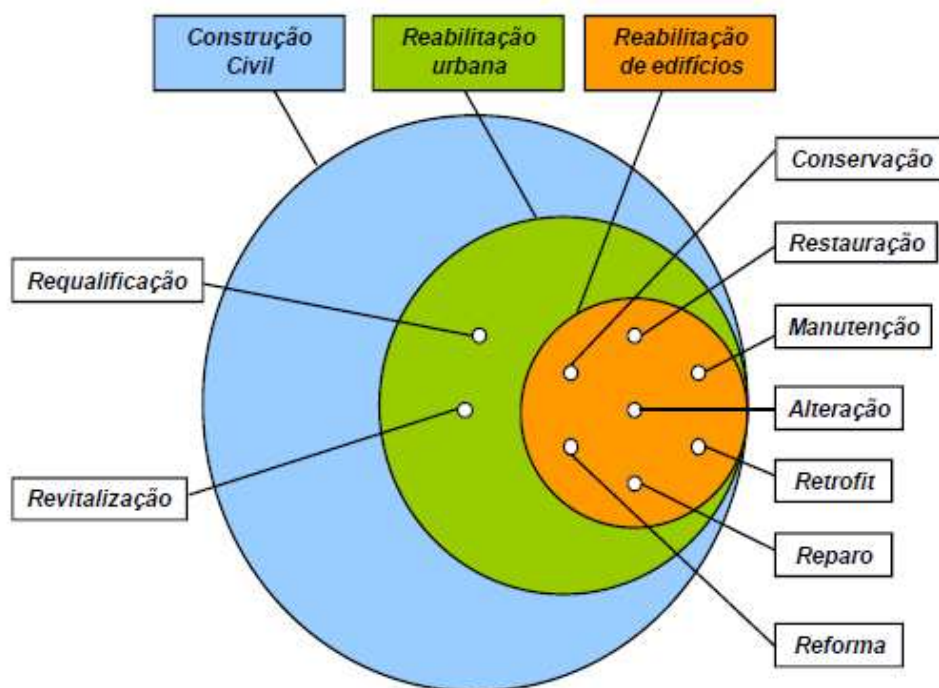 Construção
Civil
Reabilitação
urbana
Reabilitação
de edifícios
Conservação
Restauração
Requalificação
Manutenção
Alteração
Retrofit
Revitalização
Reparo
Reforma